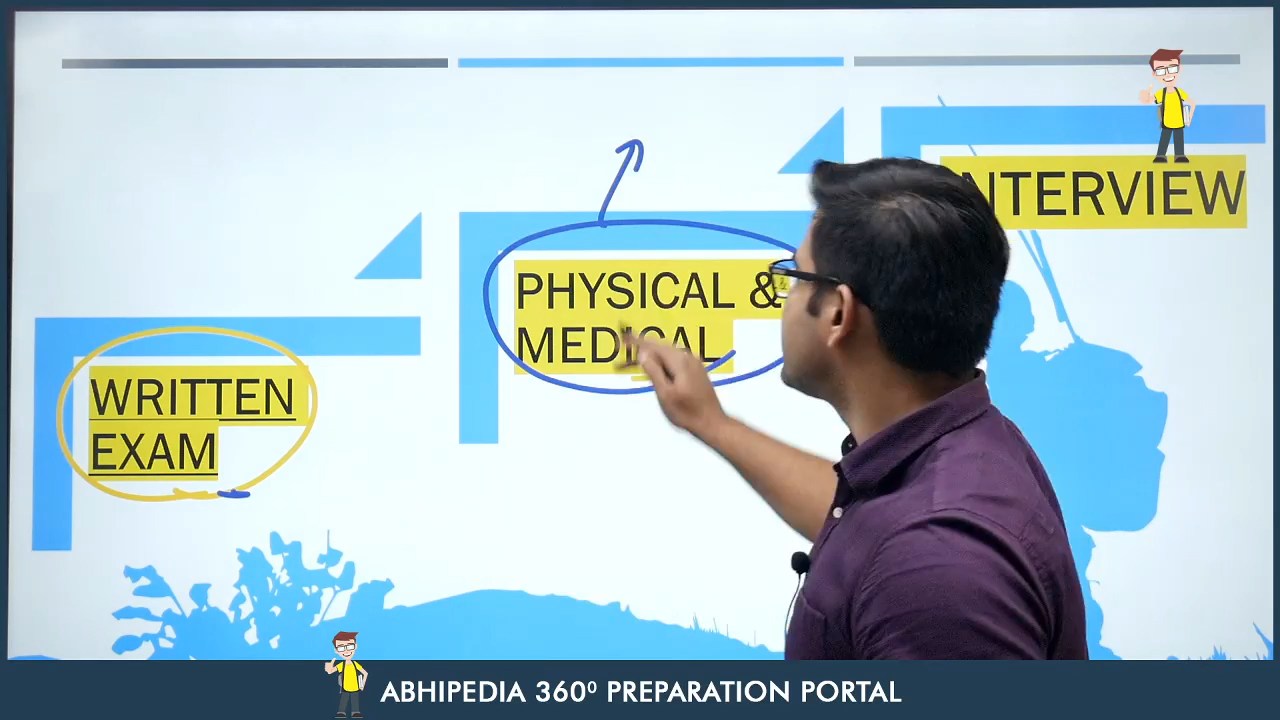 WRITTEN
EXAM
PHYSICAL &
MEDICAL
NTERVIEW
ABHIPEDIA 360⁰ PREPARATION PORTAL